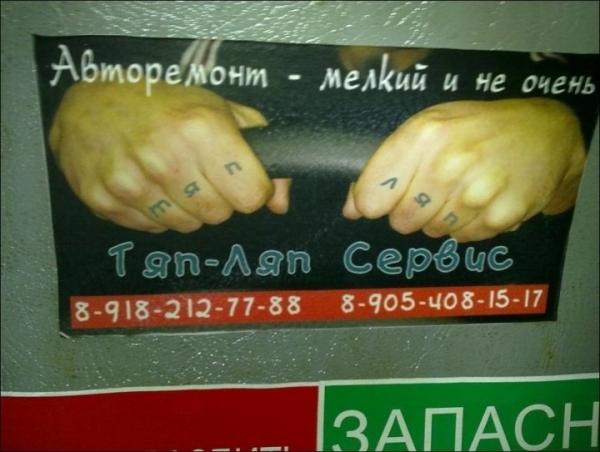 Авторемонт - мелкий и не очень
тяп ляп
Тяп-Ляп Сервис
8-918-212-77-88 8-905-408-15-17
ЗАПАСН